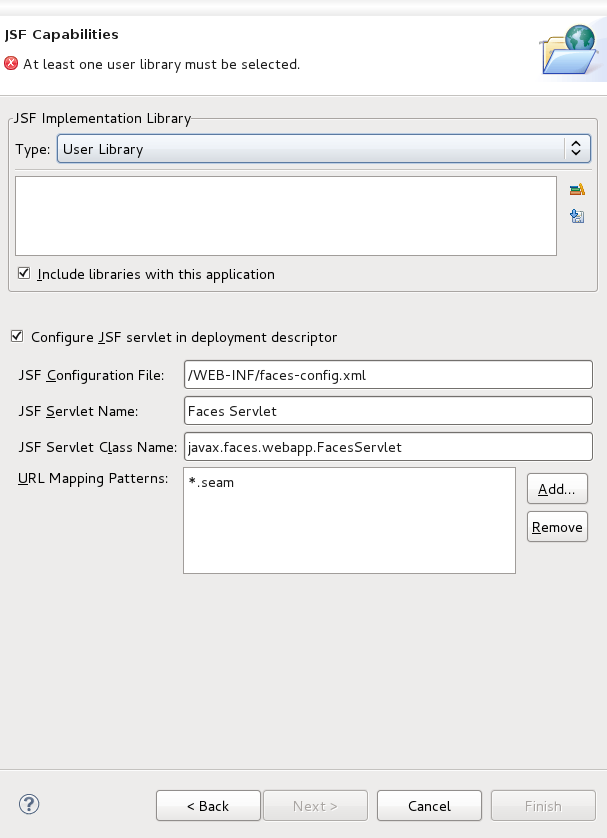 JSF Capabilities
At least one user library must be selected.
JSF Implementation Library
Type: User Library
Include libraries with this application
Configure JSF servlet in deployment descriptor
JSF Configuration File: /WEB-INF/faces-config.xml
JSF Servlet Name: Faces Servlet
JSF Servlet Class Name: javax.faces.webapp.FacesServlet
URL Mapping Patterns: *.seam Add...
Remove
? < Back Next > Cancel Finish